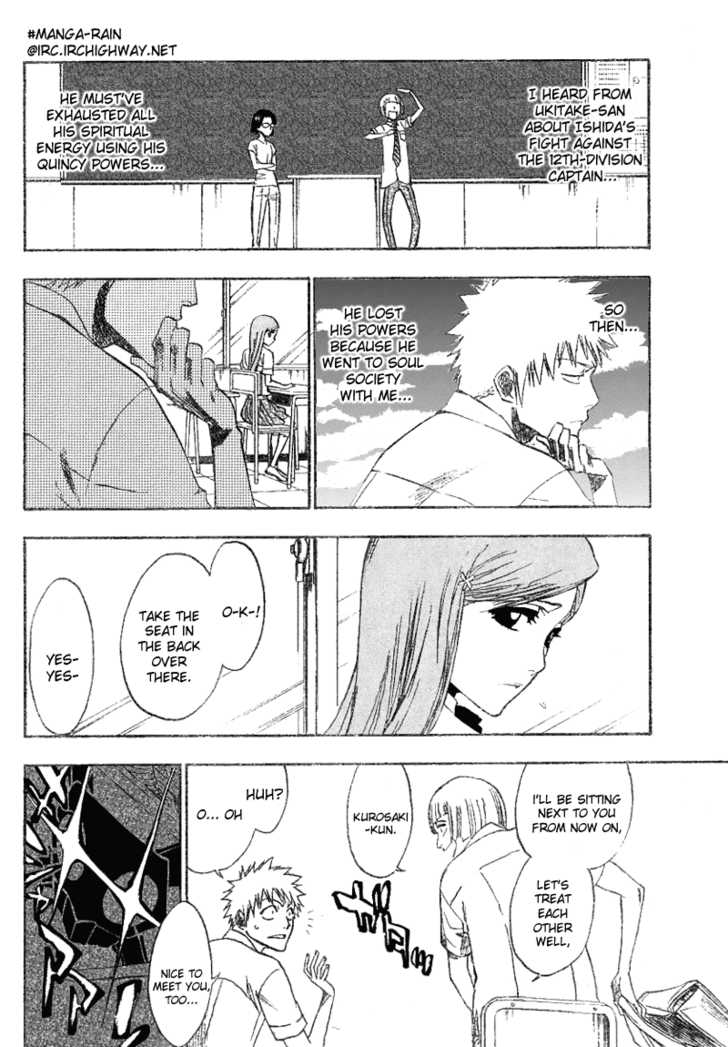 #MANGA-RAIN
@IRC.IRCHIGHWAY.NET
I HEARD FROM
UKITAKE-SAN
ABOUT ISHIDA'S
FIGHT AGAINST
THE 12TH-DIVISION
CAPTAIN...
HE MUST'VE
EXHAUSTED ALL
HIS SPIRITUAL
ENERGY USING HIS
QUINCY POWERS...
SO
THEN...
HE LOST
HIS POWERS
BECAUSE HE
WENT TO SOUL
SOCIETY
WITH ME...
O-K-!
TAKE THE
SEAT IN
THE BACK
OVER
THERE.
YES-
YES-
I'LL BE SITTING
NEXT TO YOU
FROM NOW ON,
LET'S
TREAT
EACH
OTHER
WELL,
KUROSAKI
-KUN.
HUH?
O... OH
NICE TO
MEET YOU,
TOO...